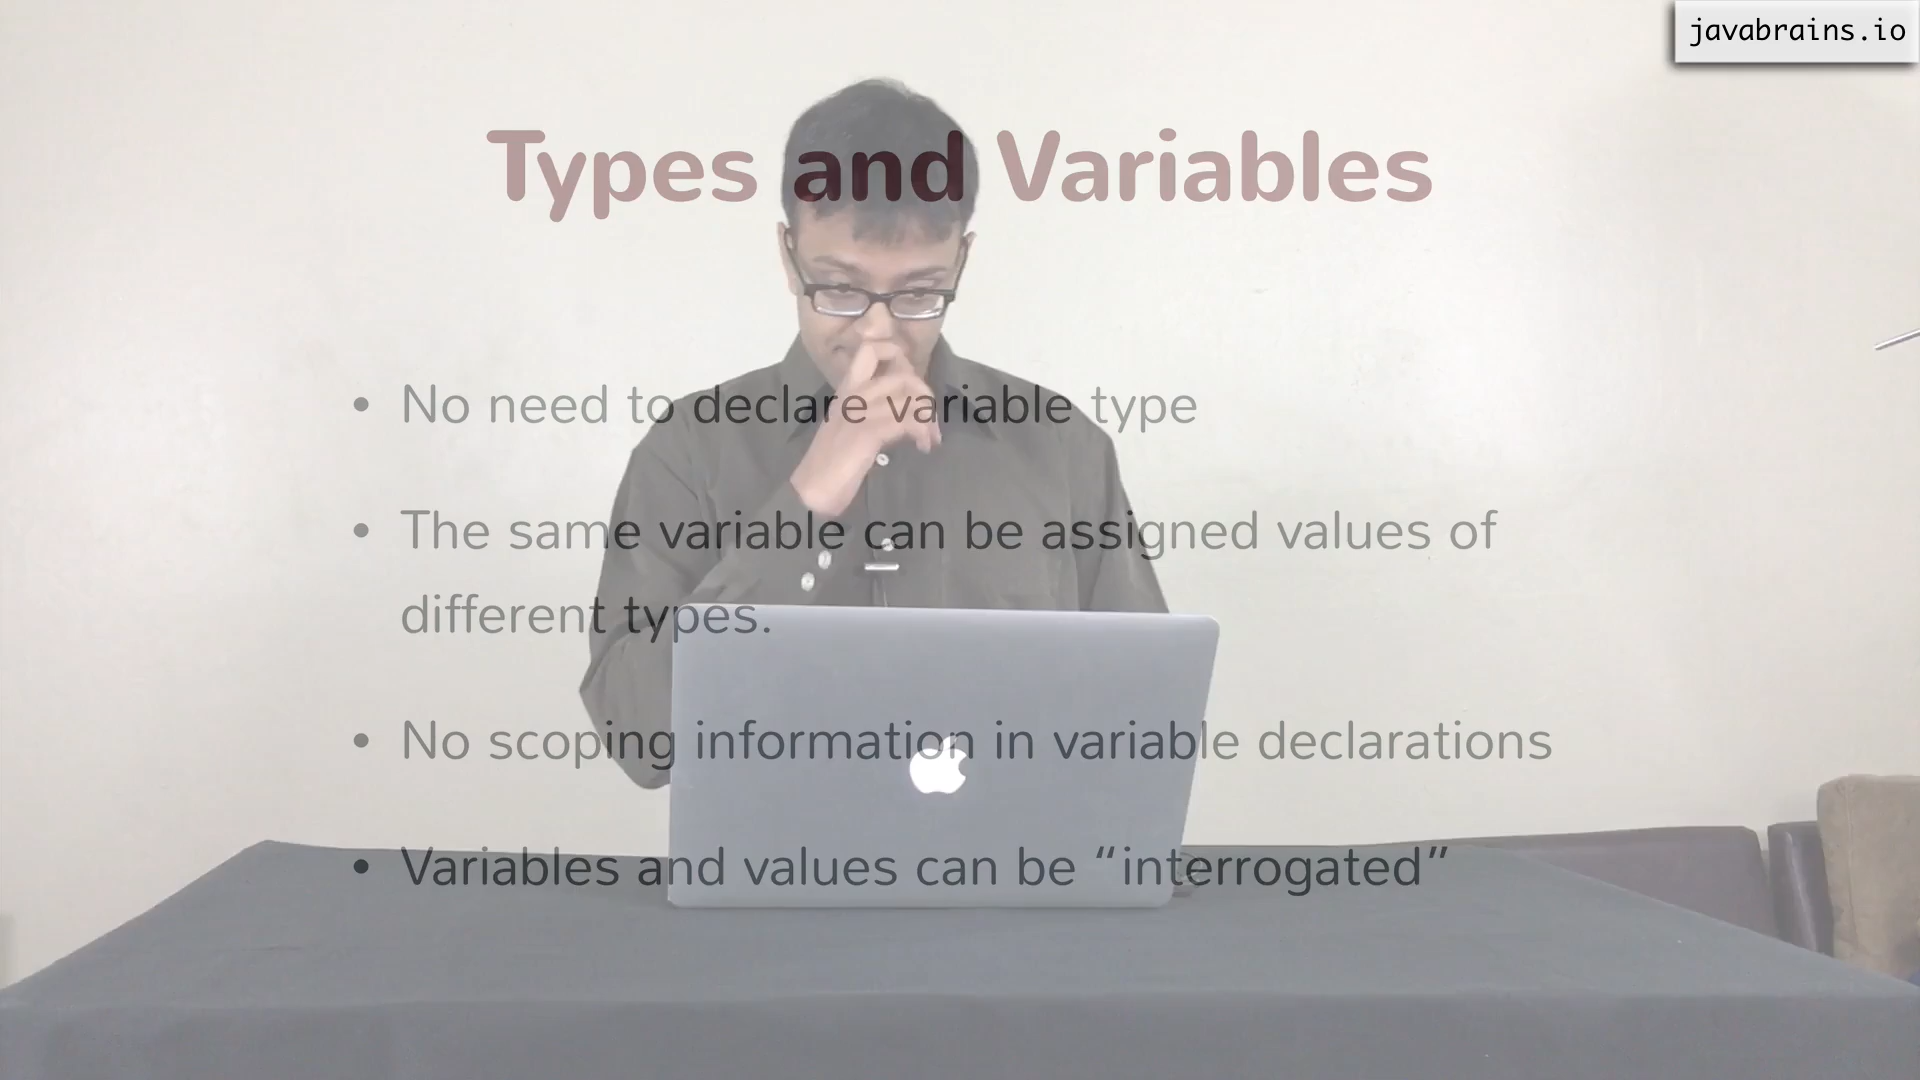 javabrains.io
Types and Variables
• No need to declare variable type
• The same variable can be assigned values of
different types.
• No scoping information in variable declarations
• Variables and values can be “interrogated”